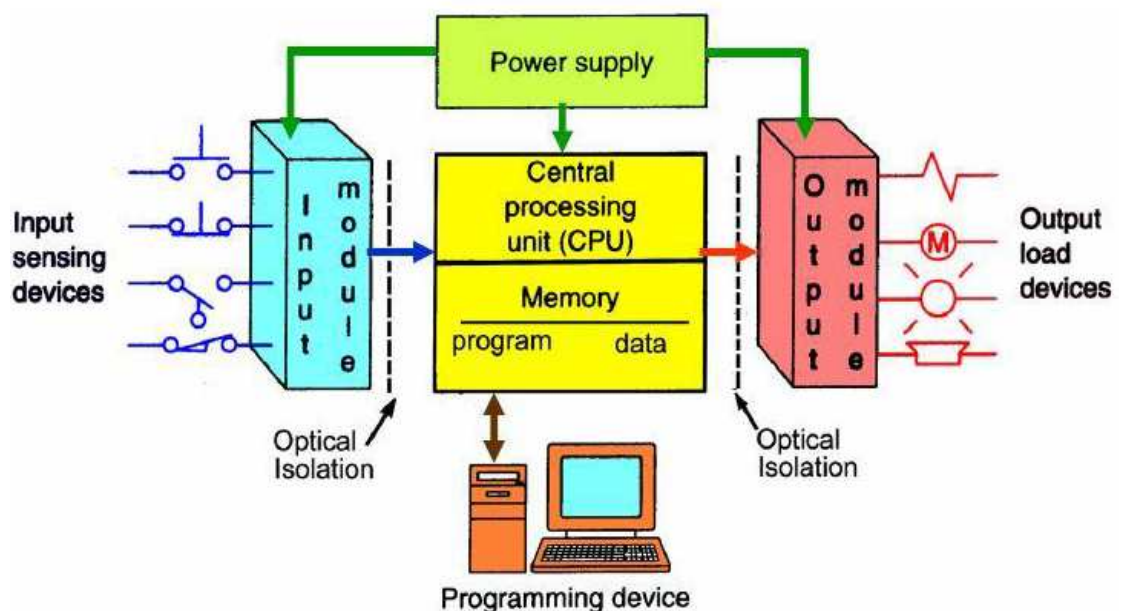 Power supply
Input
module
Central
processing
unit (CPU)
Memory
program data
Output
module
Input
sensing
devices
M
Output
load
devices
Optical
Isolation
Optical
Isolation
Programming device